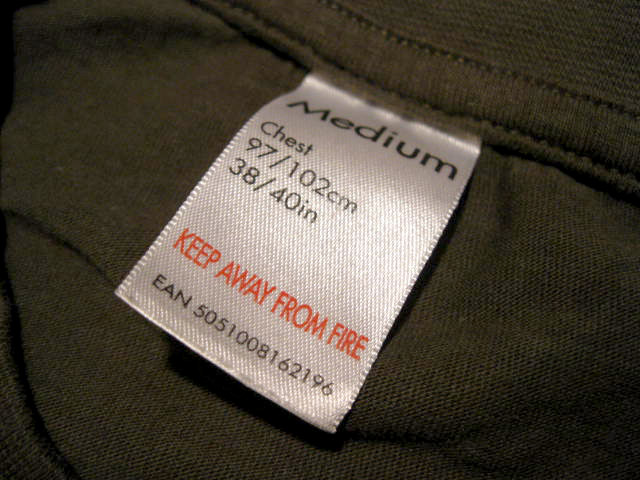 Medium
Chest
97/102cm
38/40in
KEEP AWAY FROM FIRE
EAN 5051008162196